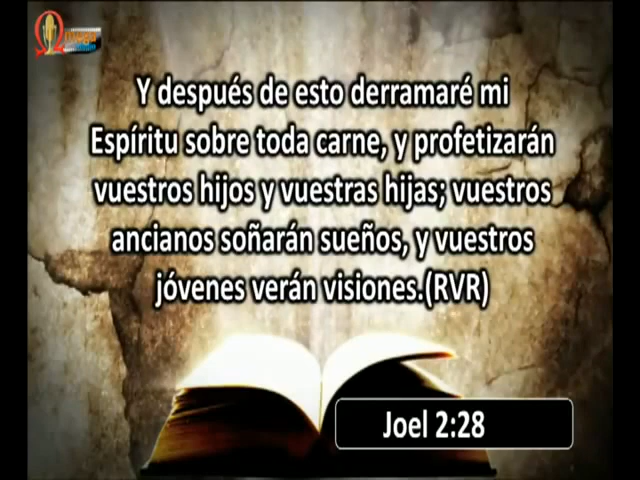 Omega
Y después de esto derramaré mi
Espíritu sobre toda carne, y profetizarán
vuestros hijos y vuestras hijas; vuestros
ancianos soñarán sueños, y vuestros
jóvenes verán visiones.(RVR)
Joel 2:28